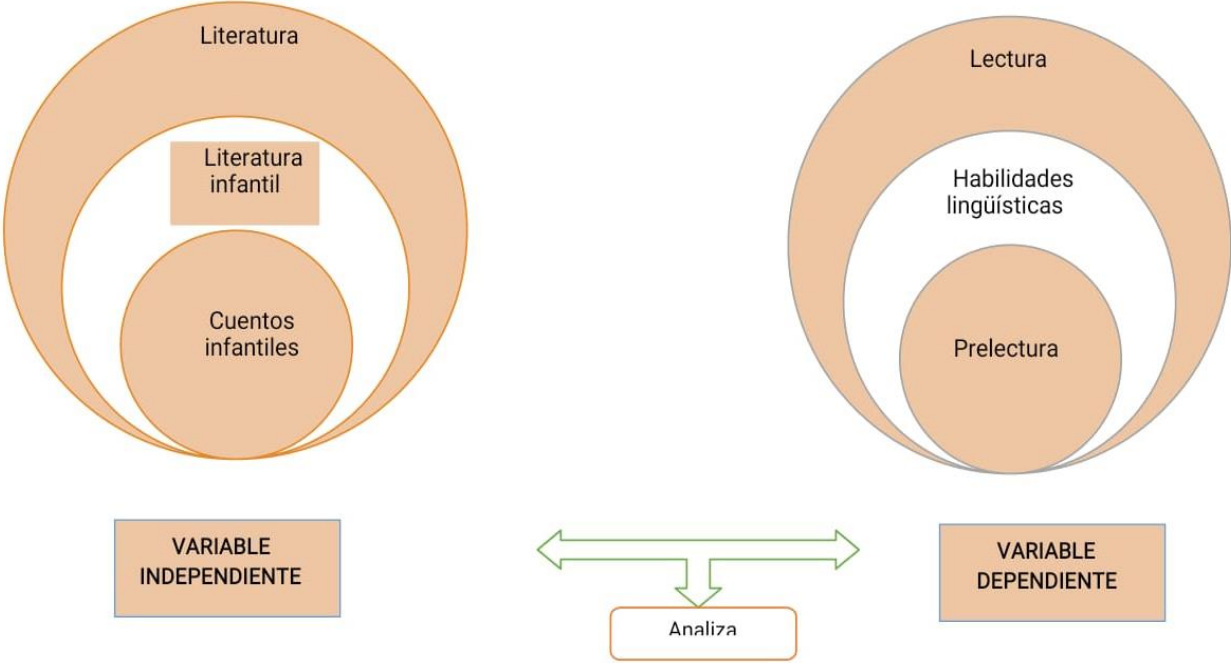 Literatura
Literatura
infantil
Cuentos
infantiles
Lectura
Habilidades
lingüísticas
Prelectura
VARIABLE
INDEPENDIENTE
VARIABLE
DEPENDIENTE
Analiza